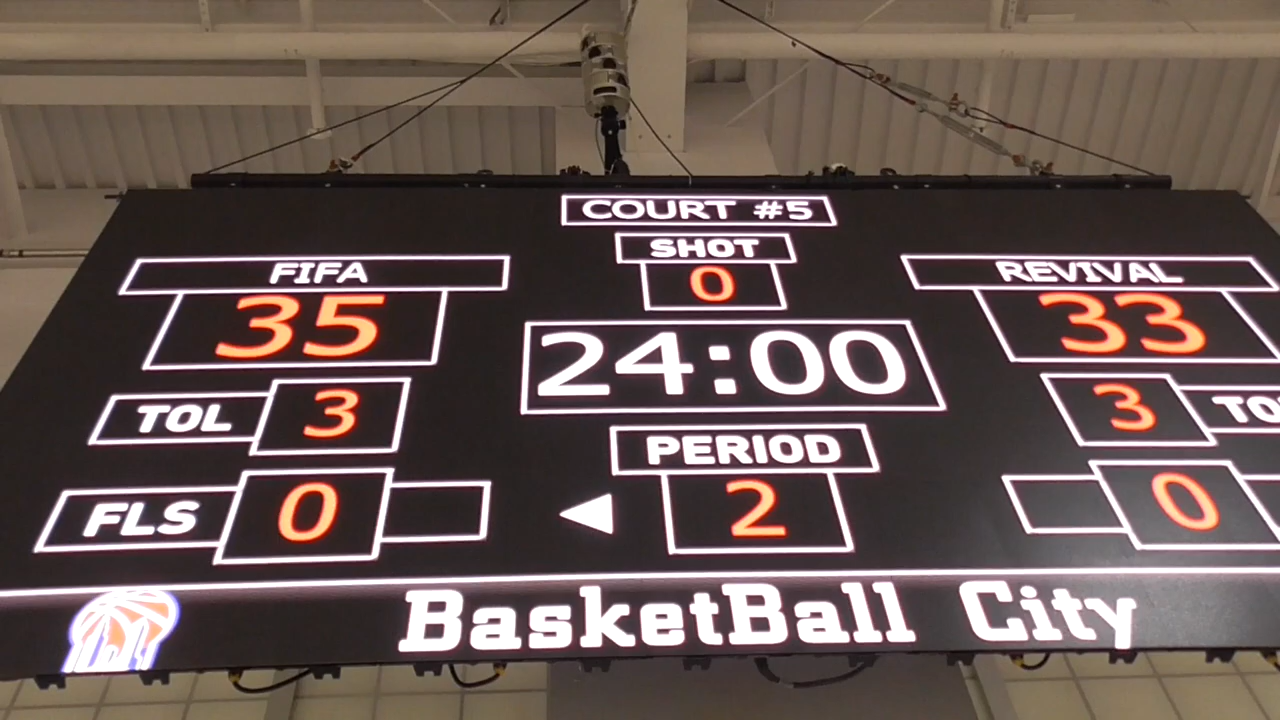 COURT #5
SHOT
0
FIFA
35
REVIVAL
33
24:00
TOL 3
3 TO
PERIOD
2
FLS 0
0
BasketBall City